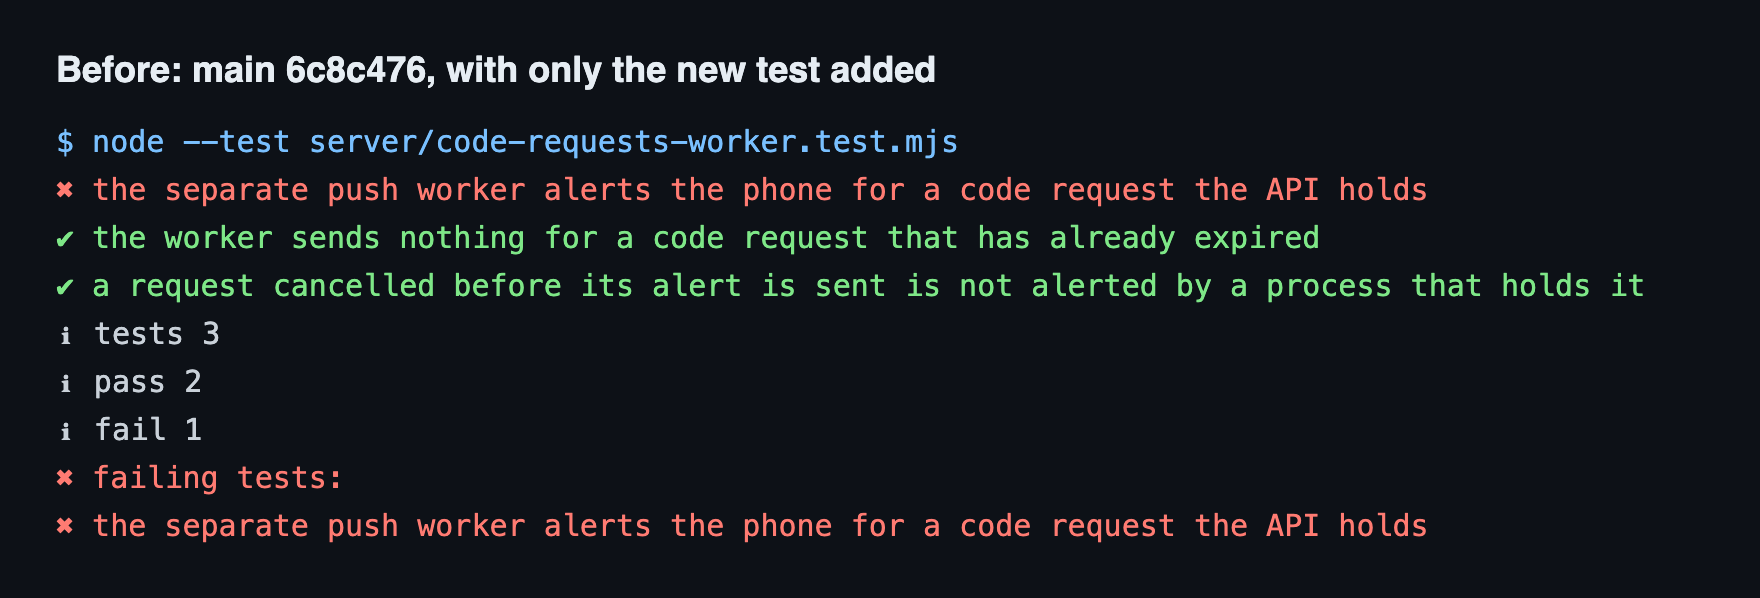 Before: main 6c8c476, with only the new test added
$ node --test server/code-requests-worker.test.mjs
✖ the separate push worker alerts the phone for a code request the API holds
✔ the worker sends nothing for a code request that has already expired
✔ a request cancelled before its alert is sent is not alerted by a process that holds it
ℹ tests 3
ℹ pass 2
ℹ fail 1
✖ failing tests:
✖ the separate push worker alerts the phone for a code request the API holds